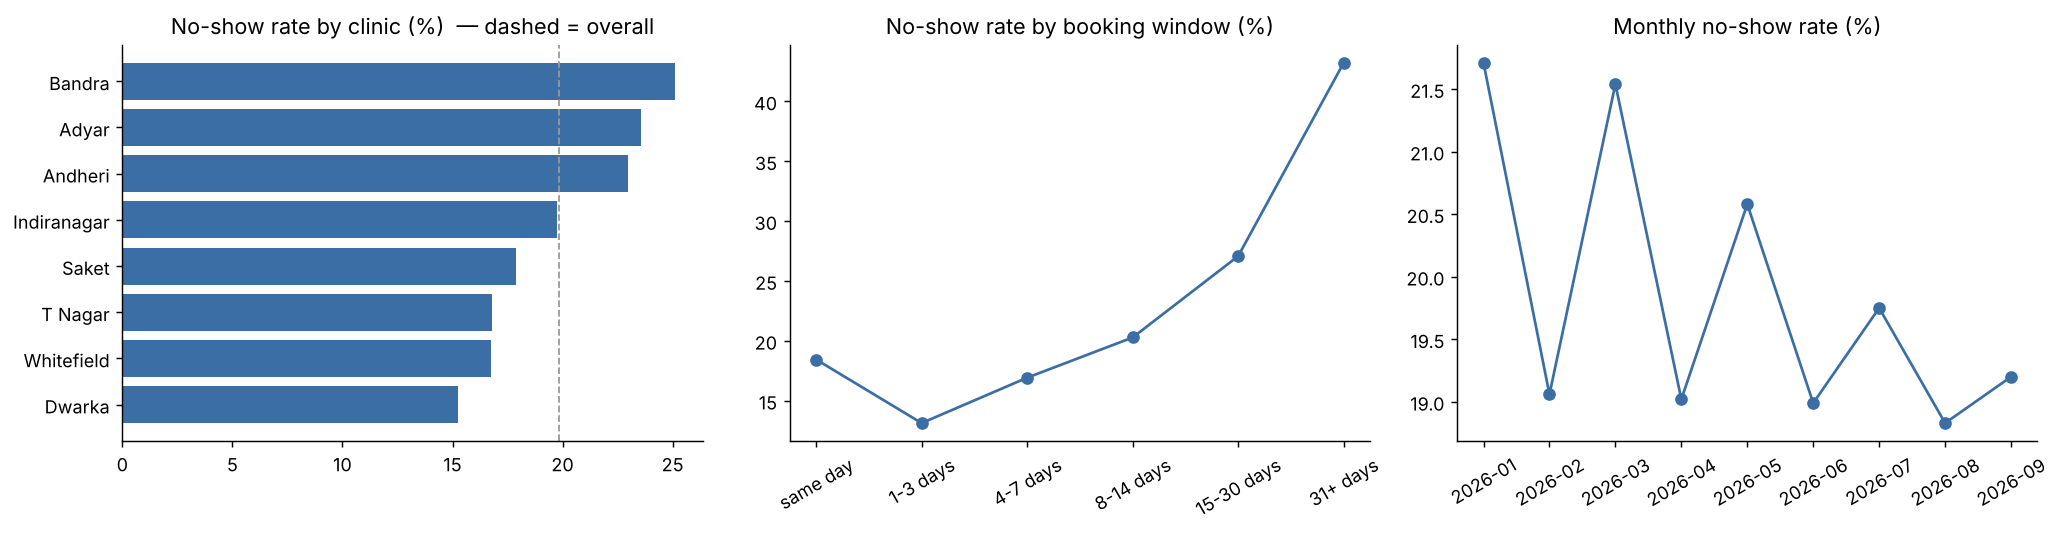 No-show rate by clinic (%) — dashed = overall
Bandra
Adyar
Andheri
Indiranagar
Saket
T Nagar
Whitefield
Dwarka
0 5 10 15 20 25
No-show rate by booking window (%)
40
35
30
25
20
15
same day 1-3 days 4-7 days 8-14 days 15-30 days 31+ days
Monthly no-show rate (%)
21.5
21.0
20.5
20.0
19.5
19.0
2026-01 2026-02 2026-03 2026-04 2026-05 2026-06 2026-07 2026-08 2026-09